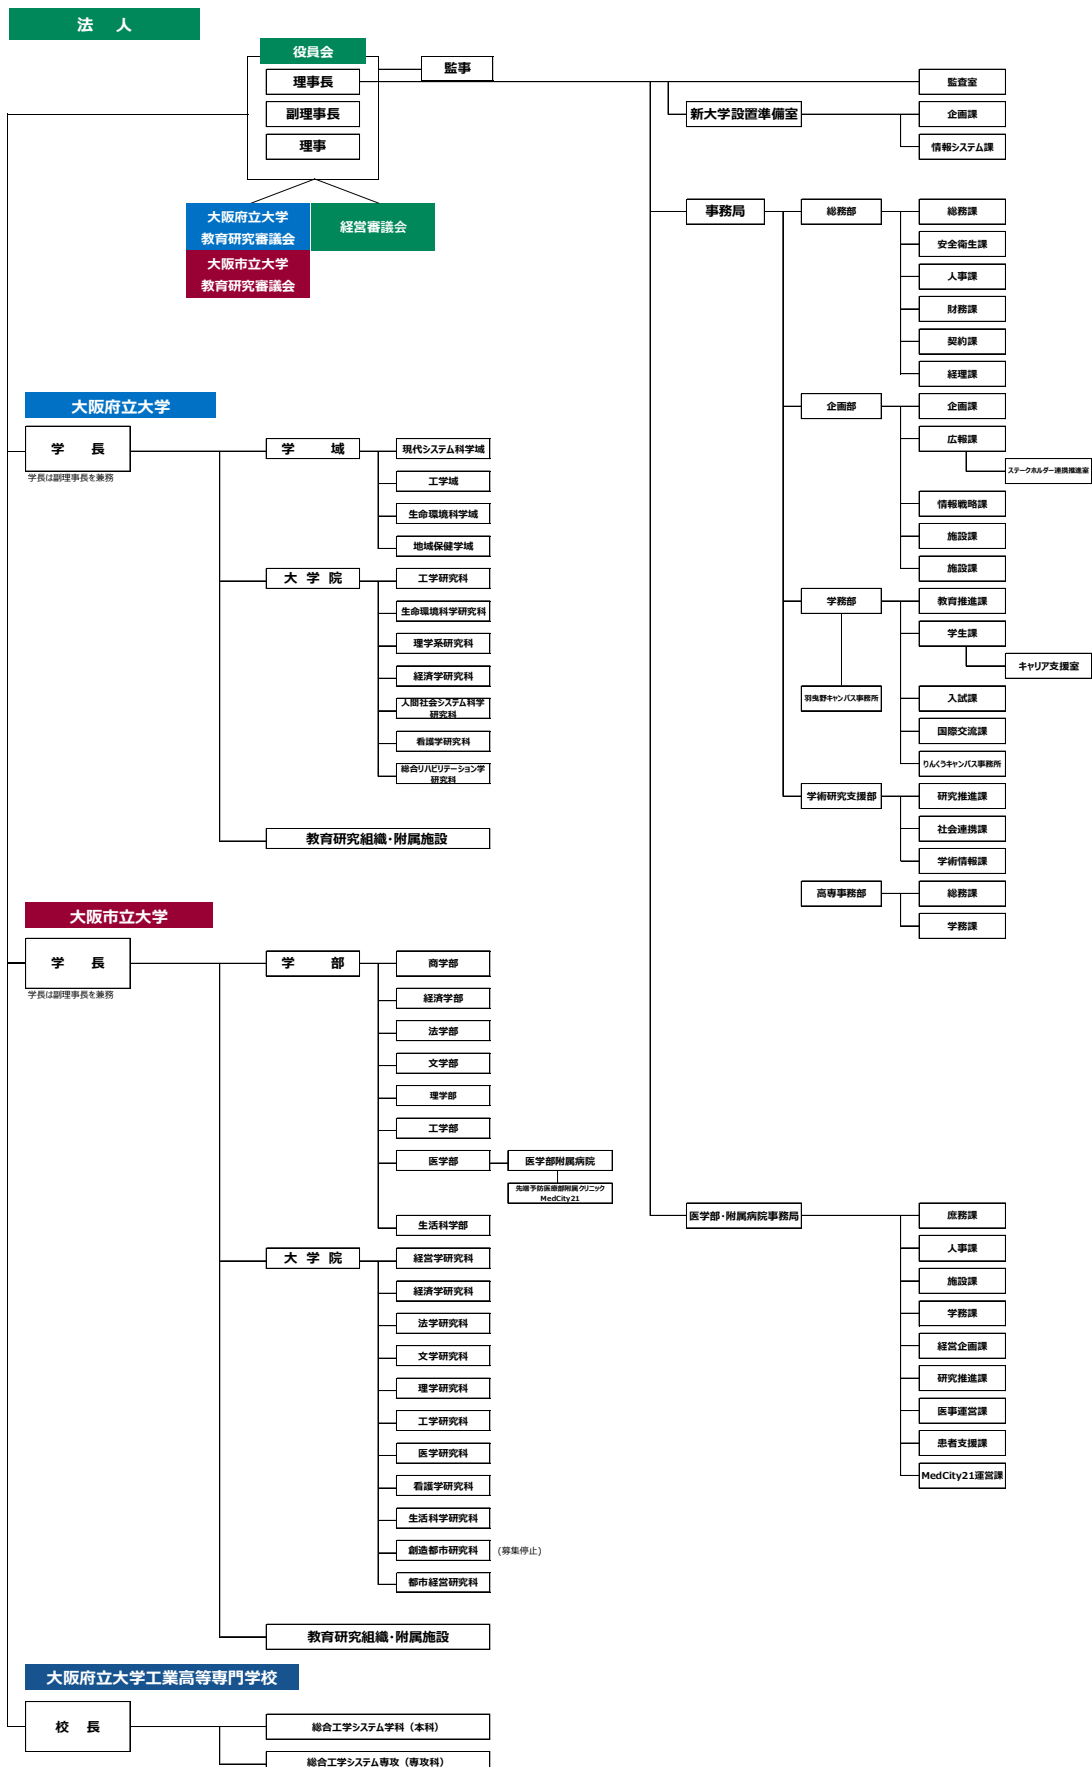 法 人
役員会
理事長
副理事長
理事
監事
大阪府立大学
教育研究審議会
大阪市立大学
教育研究審議会
経営審議会
監査室
新大学設置準備室
企画課
情報システム課
事務局
総務部
総務課
安全衛生課
人事課
財務課
契約課
経理課
企画部
企画課
広報課
ステークホルダー連携推進室
情報戦略課
施設課
施設課
学務部
教育推進課
学生課
キャリア支援室
羽曳野キャンパス事務所
入試課
国際交流課
りんくうキャンパス事務所
学術研究支援部
研究推進課
社会連携課
学術情報課
高専事務部
総務課
学務課
医学部・附属病院事務局
庶務課
人事課
施設課
学務課
経営企画課
研究推進課
医事運営課
患者支援課
MedCity21運営課
大阪府立大学
学 長
学長は副理事長を兼務
学 域
現代システム科学域
工学域
生命環境科学域
地域保健学域
大 学 院
工学研究科
生命環境科学研究科
理学系研究科
経済学研究科
人間社会システム科学
研究科
看護学研究科
総合リハビリテーション学
研究科
教育研究組織・附属施設
大阪市立大学
学 長
学長は副理事長を兼務
学 部
商学部
経済学部
法学部
文学部
理学部
工学部
医学部
医学部附属病院
先端予防医療部附属クリニック
MedCity21
生活科学部
大 学 院
経営学研究科
経済学研究科
法学研究科
文学研究科
理学研究科
工学研究科
医学研究科
看護学研究科
生活科学研究科
創造都市研究科
(募集停止)
都市経営研究科
教育研究組織・附属施設
大阪府立大学工業高等専門学校
校 長
総合工学システム学科（本科）
総合工学システム専攻（専攻科）